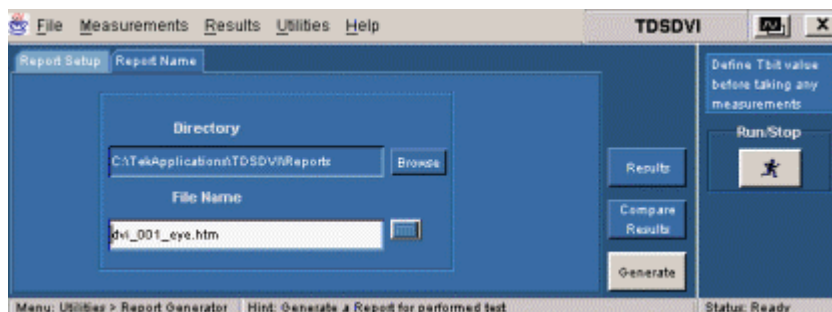 File Measurements Results Utilities Help TDSDVI X
Report Setup Report Name
Define Tbit value
before taking any
measurements
Directory
Run/Stop
C:\TekApplications\TDSDVI\Reports Browse
Results
File Name
Compare
Results
dvi_001_eye.htm
Generate
Menu: Utilities > Report Generator Hint: Generate a Report for performed test Status: Ready